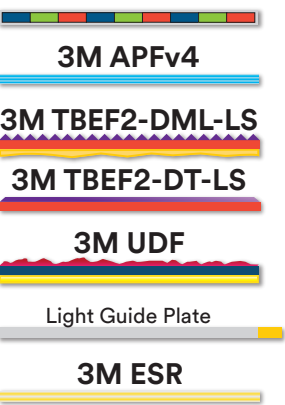 3M APFv4
3M TBEF2-DML-LS
3M TBEF2-DT-LS
3M UDF
Light Guide Plate
3M ESR